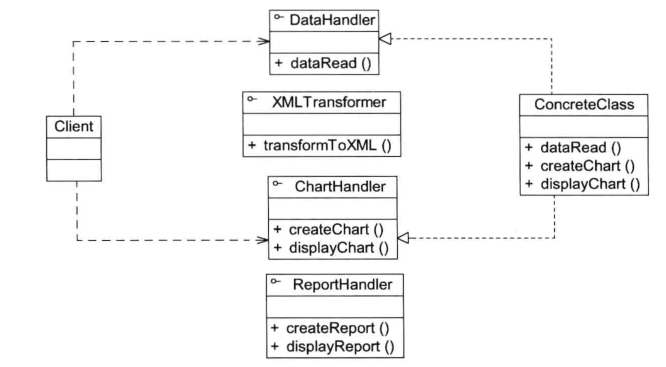 DataHandler
+ dataRead ()
XMLTransformer
+ transformToXML ()
Client
ConcreteClass
+ dataRead ()
+ createChart ()
+ displayChart ()
ChartHandler
+ createChart ()
+ displayChart ()
ReportHandler
+ createReport ()
+ displayReport ()